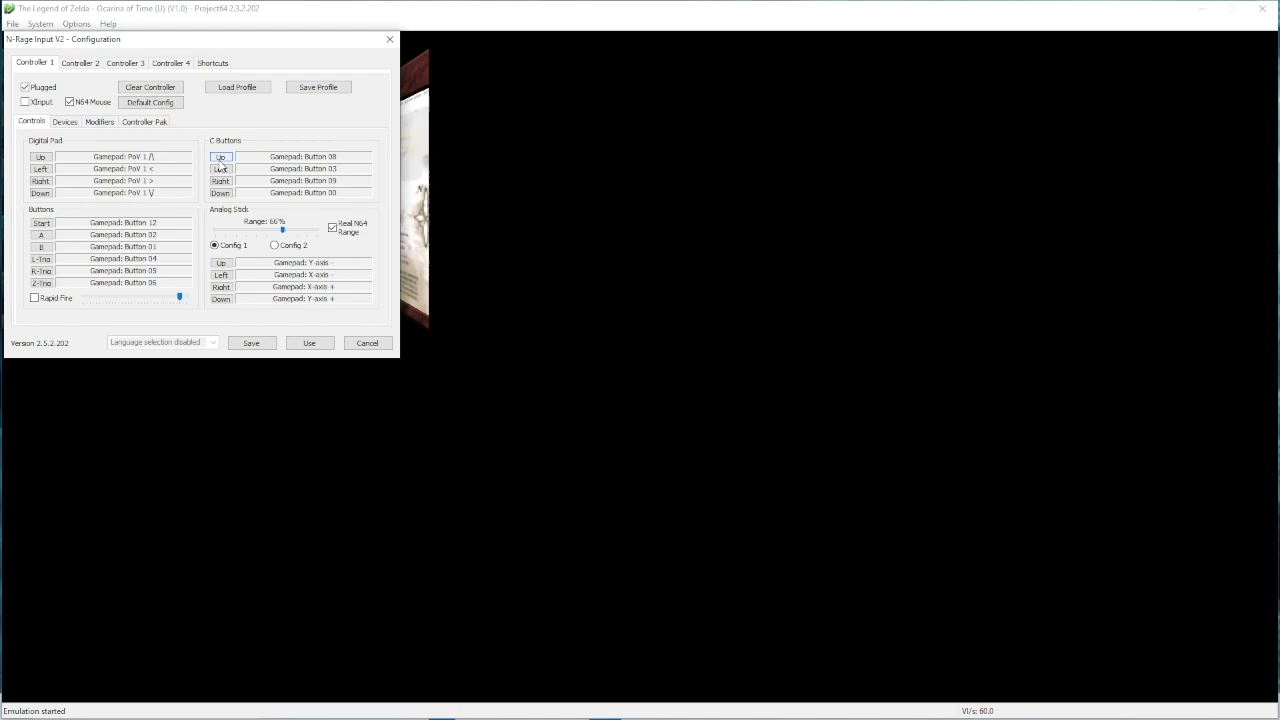 The Legend of Zelda - Ocarina of Time (U) (V1.0) - Project64 2.3.2.202
File System Options Help
N-Rage Input V2 - Configuration
Controller 1 Controller 2 Controller 3 Controller 4 Shortcuts
Plugged Clear Controller Load Profile Save Profile
XInput N64 Mouse Default Config
Controls Devices Modifiers Controller Pak
Digital Pad
Up Gamepad: PoV 1 /\
Left Gamepad: PoV 1 <
Right Gamepad: PoV 1 >
Down Gamepad: PoV 1 \/
C Buttons
Up Gamepad: Button 08
Left Gamepad: Button 03
Right Gamepad: Button 09
Down Gamepad: Button 00
Buttons
Start Gamepad: Button 12
A Gamepad: Button 02
B Gamepad: Button 01
L-Trig Gamepad: Button 04
R-Trig Gamepad: Button 05
Z-Trig Gamepad: Button 06
Rapid Fire
Analog Stick
Range: 66%
Real N64
Range
Config 1 Config 2
Up Gamepad: Y-axis -
Left Gamepad: X-axis -
Right Gamepad: X-axis +
Down Gamepad: Y-axis +
Version 2.5.2.202 Language selection disabled Save Use Cancel
Emulation started VI/s: 60.0